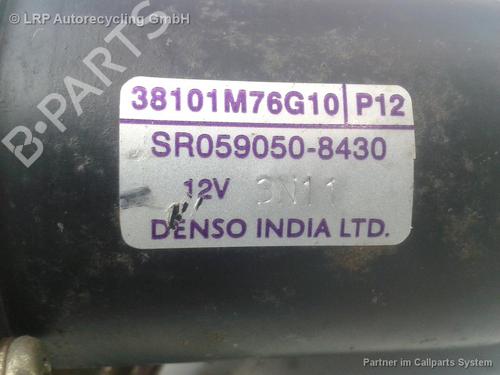 © LRP Autorecycling GmbH
B-PARTS
38101M76G10 P12
SR059050-8430
12V 3N11
DENSO INDIA LTD.
Partner im Callparts System